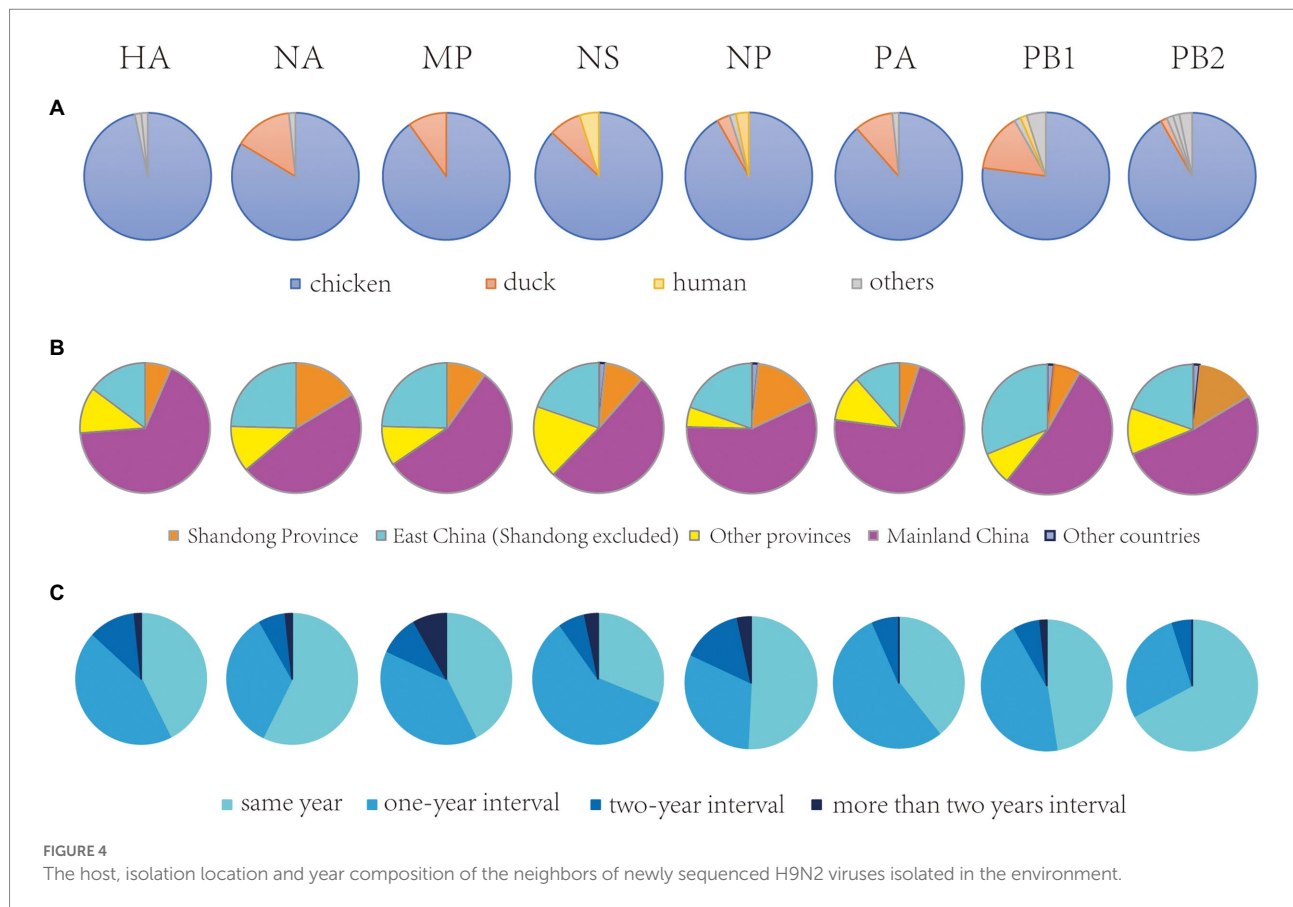 HA NA MP NS NP PA PB1 PB2
A
chicken duck human others
B
Shandong Province East China (Shandong excluded) Other provinces Mainland China Other countries
C
same year one-year interval two-year interval more than two years interval
FIGURE 4
The host, isolation location and year composition of the neighbors of newly sequenced H9N2 viruses isolated in the environment.